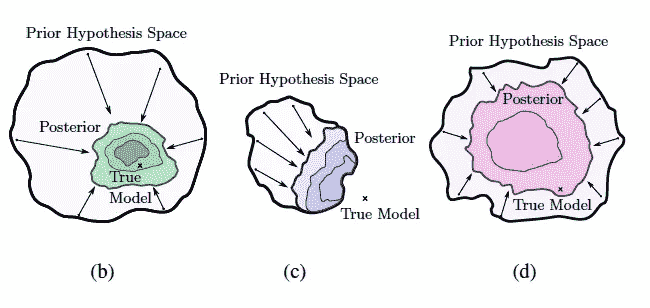 Prior Hypothesis Space
Posterior
True
Model
(b)
Prior Hypothesis Space
Posterior
True Model
(c)
Prior Hypothesis Space
Posterior
True Model
(d)